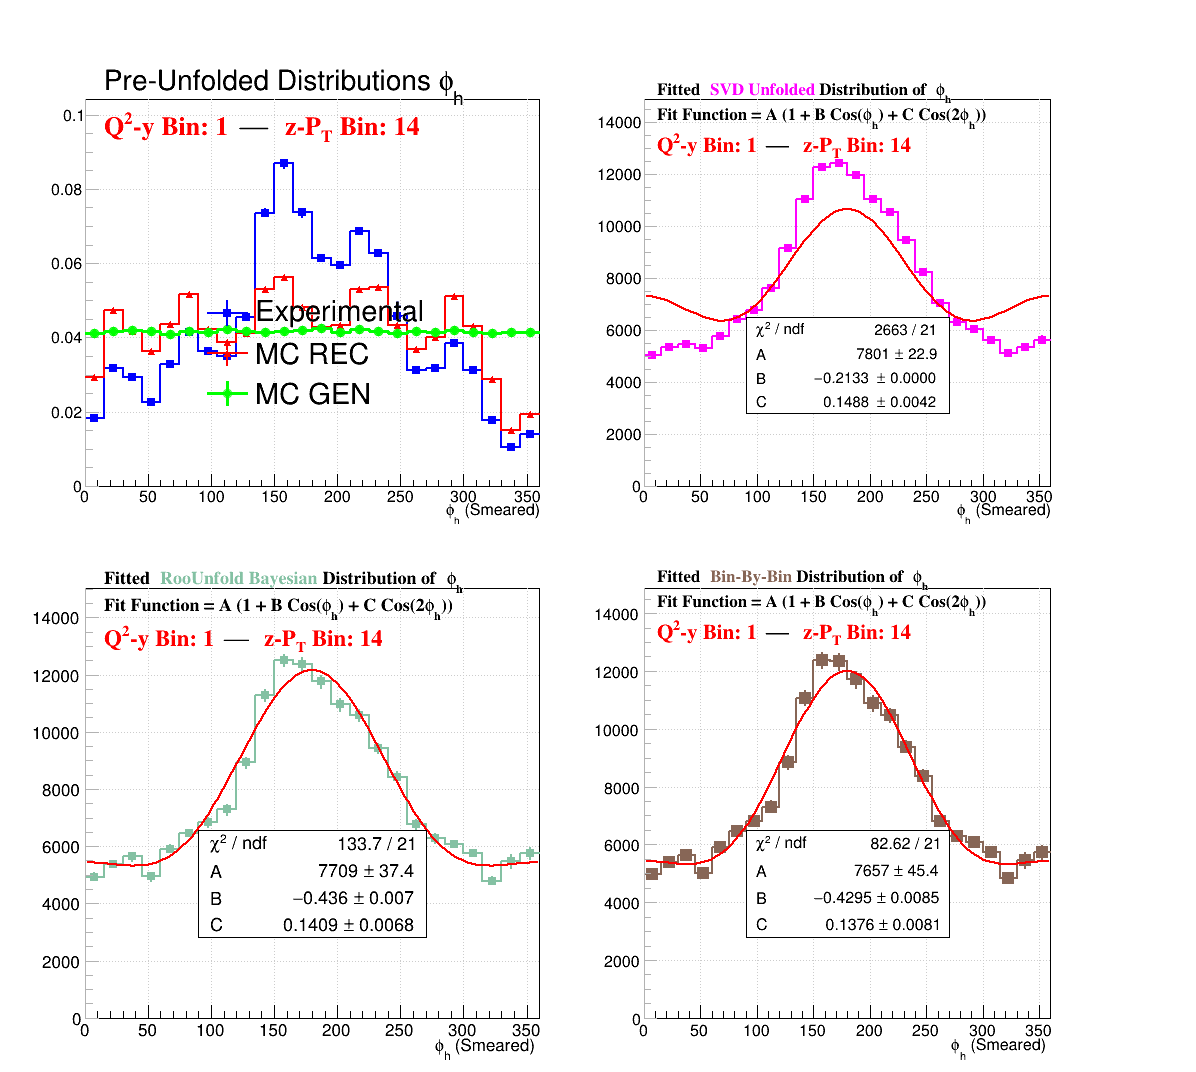 Pre-Unfolded Distributions ϕh
Q²-y Bin: 1 — z-PT Bin: 14
0.1
0.08
0.06
0.04
0.02
0
Experimental
MC REC
MC GEN
0 50 100 150 200 250 300 350
ϕh (Smeared)
Fitted SVD Unfolded Distribution of ϕh
Fit Function = A (1 + B Cos(ϕh) + C Cos(2ϕh))
Q²-y Bin: 1 — z-PT Bin: 14
14000
12000
10000
8000
6000
4000
2000
0
χ² / ndf 2663 / 21
A 7801 ± 22.9
B −0.2133 ± 0.0000
C 0.1488 ± 0.0042
0 50 100 150 200 250 300 350
ϕh (Smeared)
Fitted RooUnfold Bayesian Distribution of ϕh
Fit Function = A (1 + B Cos(ϕh) + C Cos(2ϕh))
Q²-y Bin: 1 — z-PT Bin: 14
14000
12000
10000
8000
6000
4000
2000
0
χ² / ndf 133.7 / 21
A 7709 ± 37.4
B −0.436 ± 0.007
C 0.1409 ± 0.0068
0 50 100 150 200 250 300 350
ϕh (Smeared)
Fitted Bin-By-Bin Distribution of ϕh
Fit Function = A (1 + B Cos(ϕh) + C Cos(2ϕh))
Q²-y Bin: 1 — z-PT Bin: 14
14000
12000
10000
8000
6000
4000
2000
0
χ² / ndf 82.62 / 21
A 7657 ± 45.4
B −0.4295 ± 0.0085
C 0.1376 ± 0.0081
0 50 100 150 200 250 300 350
ϕh (Smeared)